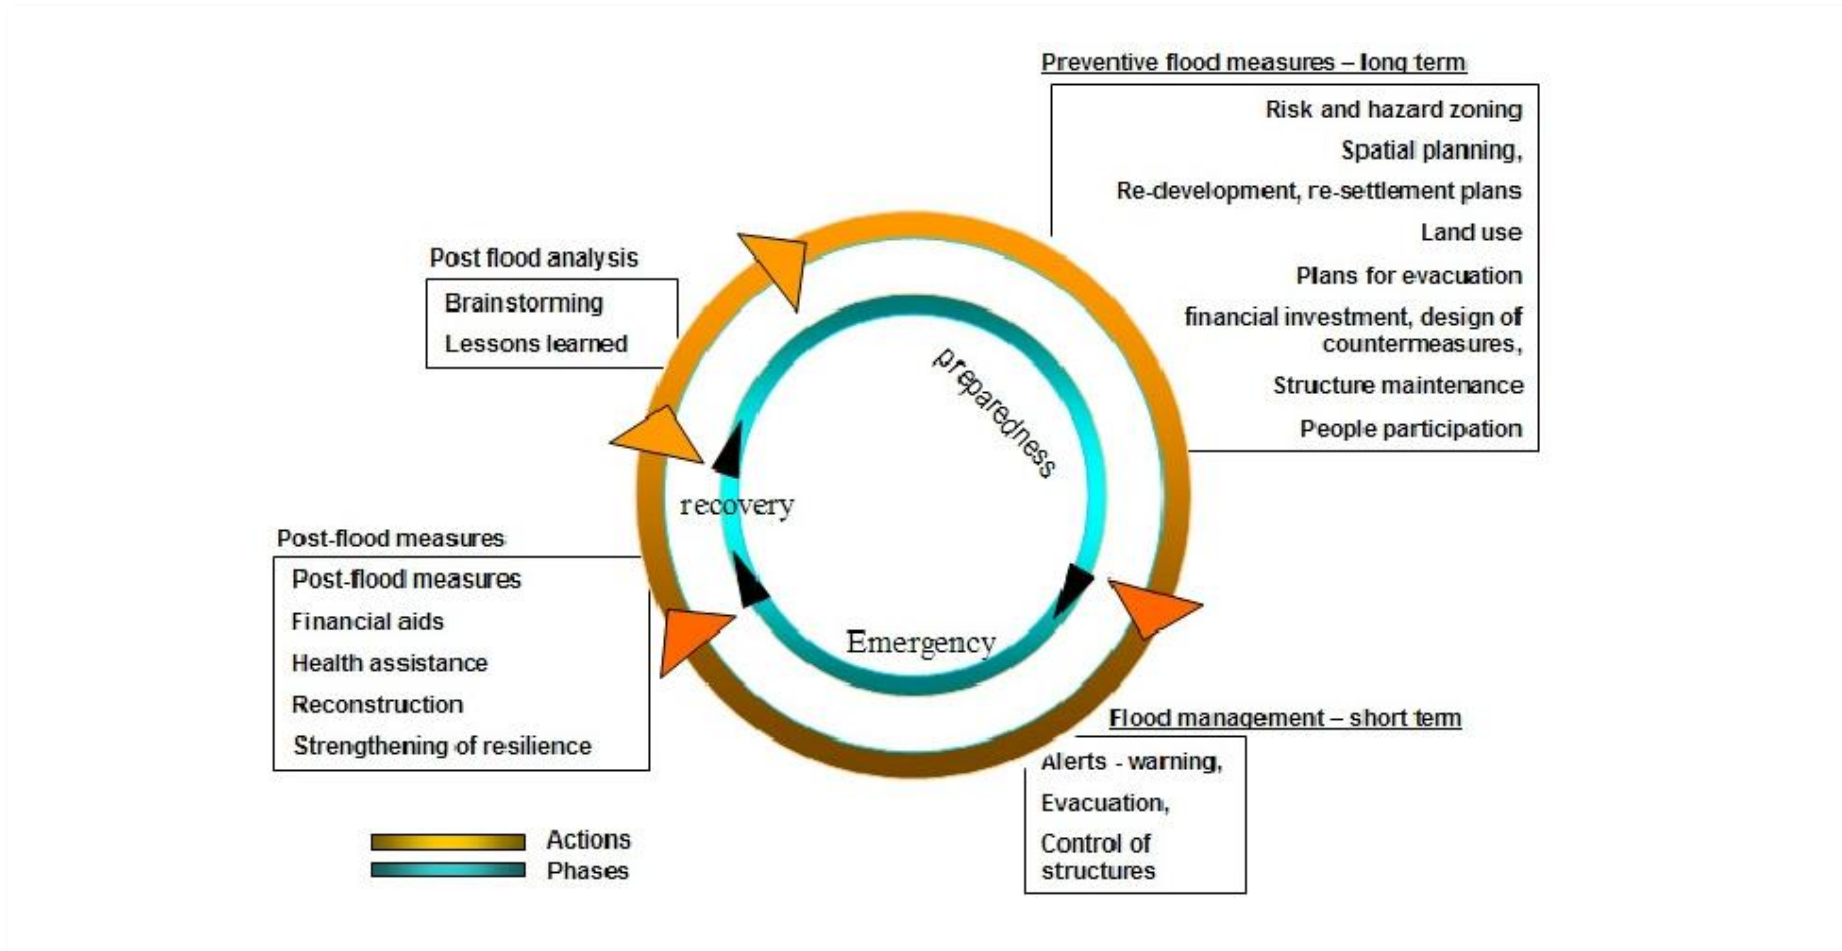 Preventive flood measures – long term
Risk and hazard zoning
Spatial planning,
Re-development, re-settlement plans
Land use
Plans for evacuation
financial investment, design of
countermeasures,
Structure maintenance
People participation
Post flood analysis
Brainstorming
Lessons learned
preparedness
recovery
Emergency
Post-flood measures
Post-flood measures
Financial aids
Health assistance
Reconstruction
Strengthening of resilience
Flood management – short term
Alerts - warning,
Evacuation,
Control of
structures
Actions
Phases